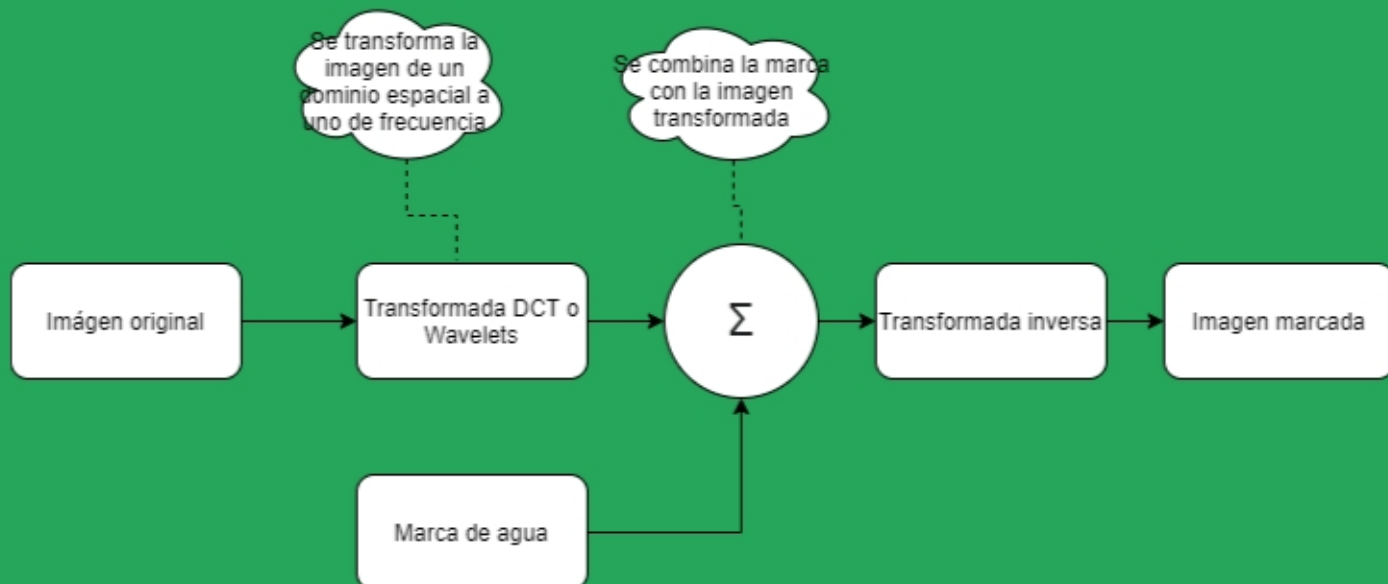 Se transforma la
imagen de un
dominio espacial a
uno de frecuencia
Se combina la marca
con la imagen
transformada
Imágen original
Transformada DCT o
Wavelets
Σ
Transformada inversa
Imagen marcada
Marca de agua